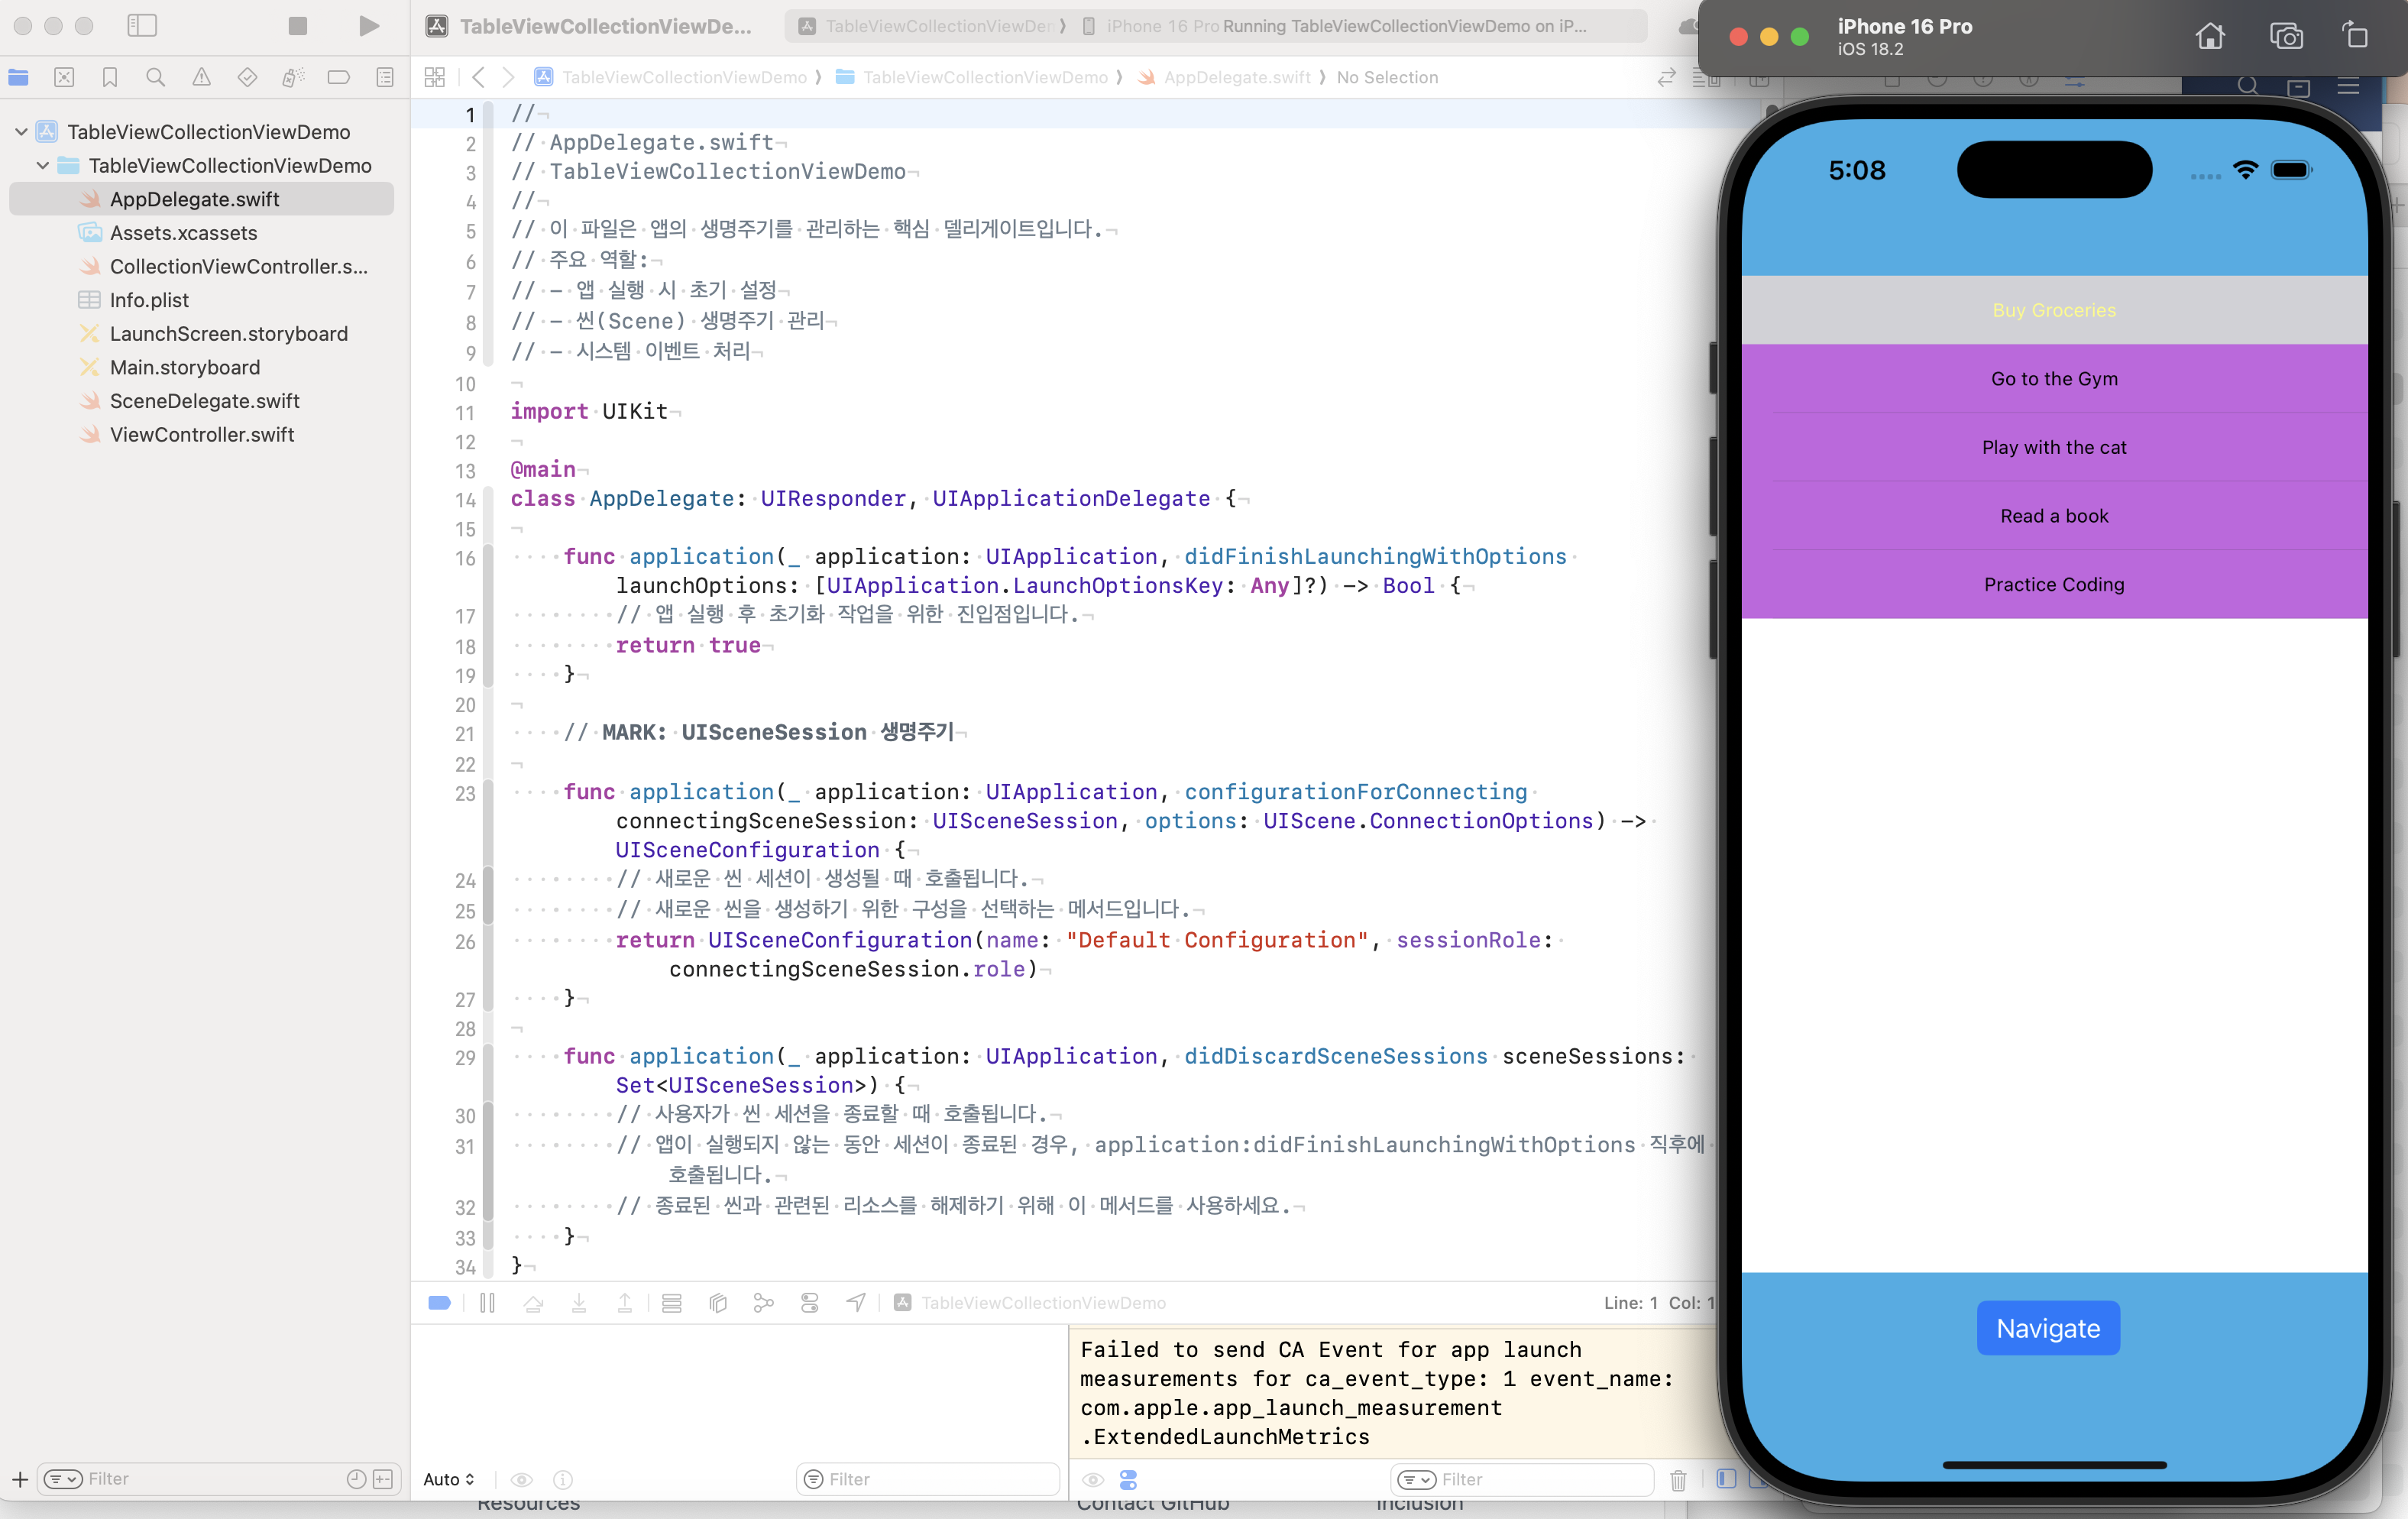 TableViewCollectionViewDe...
TableViewCollectionViewDem
iPhone 16 Pro
Running TableViewCollectionViewDemo on iP...
TableViewCollectionViewDemo
TableViewCollectionViewDemo
AppDelegate.swift
No Selection
TableViewCollectionViewDemo
TableViewCollectionViewDemo
AppDelegate.swift
Assets.xcassets
CollectionViewController.s...
Info.plist
LaunchScreen.storyboard
Main.storyboard
SceneDelegate.swift
ViewController.swift
Filter
1 //
2 // AppDelegate.swift
3 // TableViewCollectionViewDemo
4 //
5 // 이 파일은 앱의 생명주기를 관리하는 핵심 델리게이트입니다.
6 // 주요 역할:
7 // - 앱 실행 시 초기 설정
8 // - 씬(Scene) 생명주기 관리
9 // - 시스템 이벤트 처리
10
11 import UIKit
12
13 @main
14 class AppDelegate: UIResponder, UIApplicationDelegate {
15
16 func application(_ application: UIApplication, didFinishLaunchingWithOptions
launchOptions: [UIApplication.LaunchOptionsKey: Any]?) -> Bool {
17 // 앱 실행 후 초기화 작업을 위한 진입점입니다.
18 return true
19 }
20
21 // MARK: UISceneSession 생명주기
22
23 func application(_ application: UIApplication, configurationForConnecting
connectingSceneSession: UISceneSession, options: UIScene.ConnectionOptions) ->
UISceneConfiguration {
24 // 새로운 씬 세션이 생성될 때 호출됩니다.
25 // 새로운 씬을 생성하기 위한 구성을 선택하는 메서드입니다.
26 return UISceneConfiguration(name: "Default Configuration", sessionRole:
connectingSceneSession.role)
27 }
28
29 func application(_ application: UIApplication, didDiscardSceneSessions sceneSessions:
Set<UISceneSession>) {
30 // 사용자가 씬 세션을 종료할 때 호출됩니다.
31 // 앱이 실행되지 않는 동안 세션이 종료된 경우, application:didFinishLaunchingWithOptions 직후에
호출됩니다.
32 // 종료된 씬과 관련된 리소스를 해제하기 위해 이 메서드를 사용하세요.
33 }
34 }
TableViewCollectionViewDemo
Line: 1 Col: 1
Failed to send CA Event for app launch
measurements for ca_event_type: 1 event_name:
com.apple.app_launch_measurement
.ExtendedLaunchMetrics
Auto
Filter
Filter
Resources
Contact GitHub
Inclusion
iPhone 16 Pro
iOS 18.2
5:08
Buy Groceries
Go to the Gym
Play with the cat
Read a book
Practice Coding
Navigate